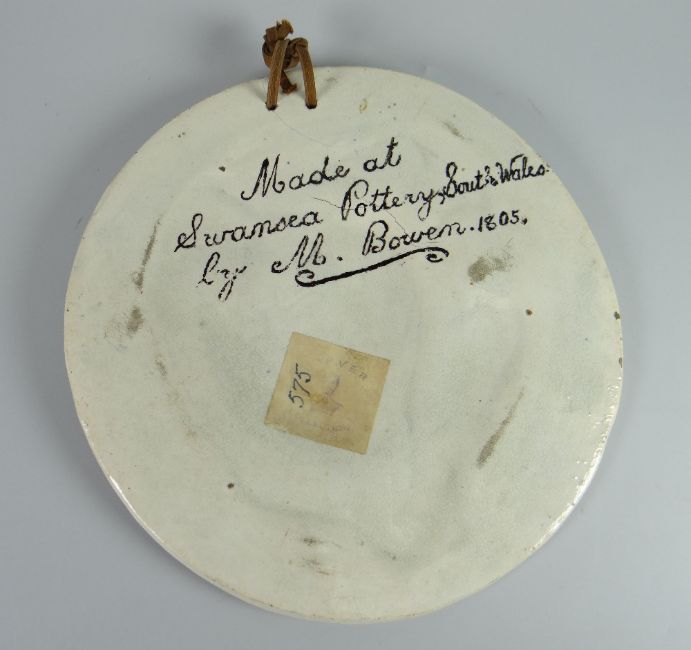 Made at
Swansea Pottery, South Wales.
by M. Bowen. 1805.
575